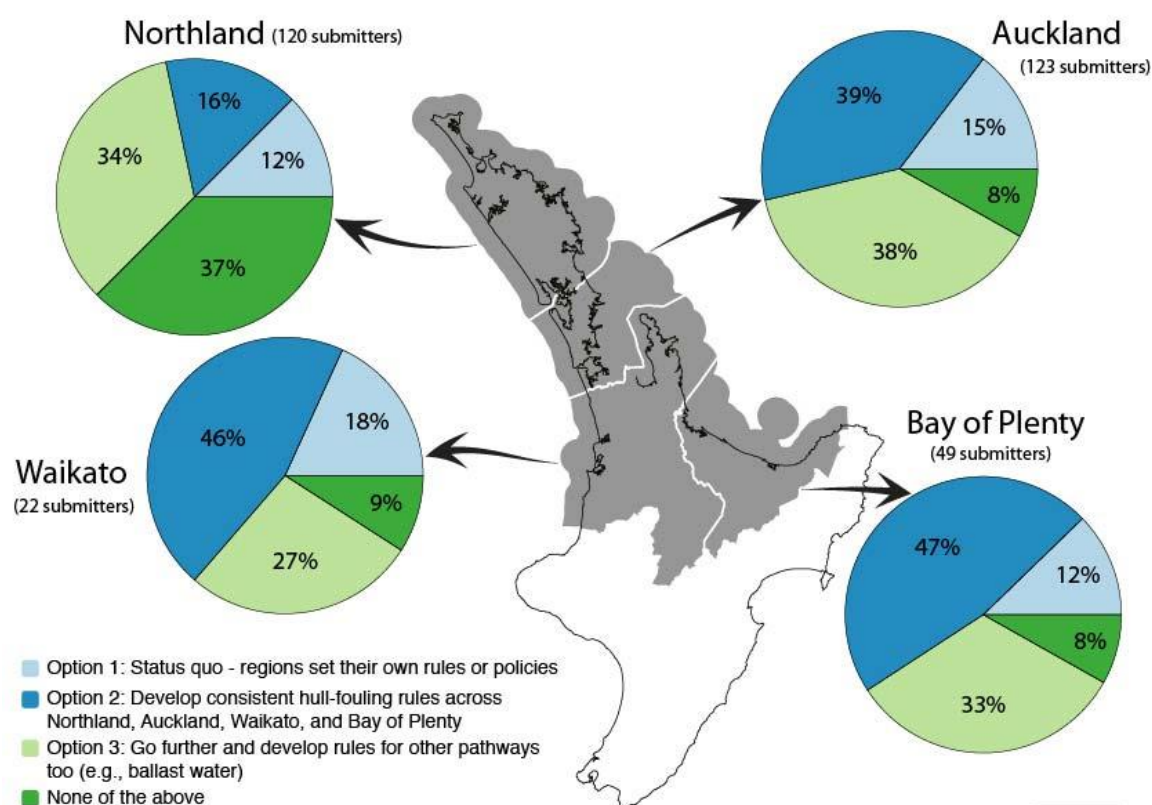 Northland (120 submitters)
16%
34%
12%
37%
Auckland
(123 submitters)
39%
15%
8%
38%
Waikato
(22 submitters)
46%
18%
9%
27%
Bay of Plenty
(49 submitters)
47%
12%
8%
33%
Option 1: Status quo - regions set their own rules or policies
Option 2: Develop consistent hull-fouling rules across
Northland, Auckland, Waikato, and Bay of Plenty
Option 3: Go further and develop rules for other pathways
too (e.g., ballast water)
None of the above